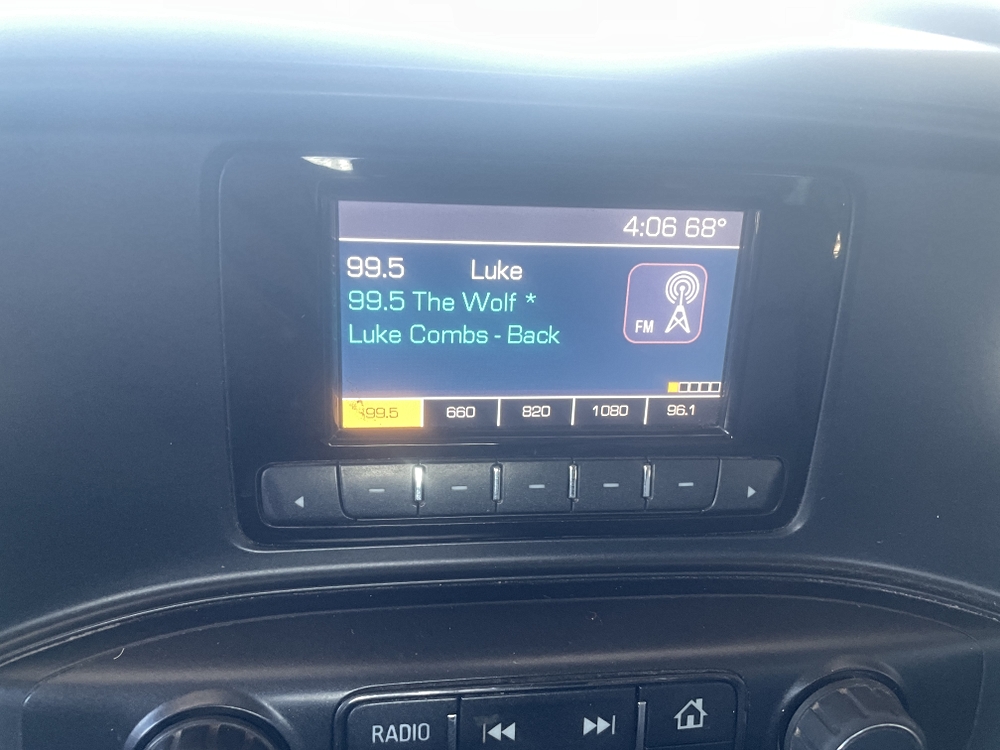 4:06 68°
99.5 Luke
99.5 The Wolf *
Luke Combs - Back
FM
99.5 660 820 1080 96.1
RADIO